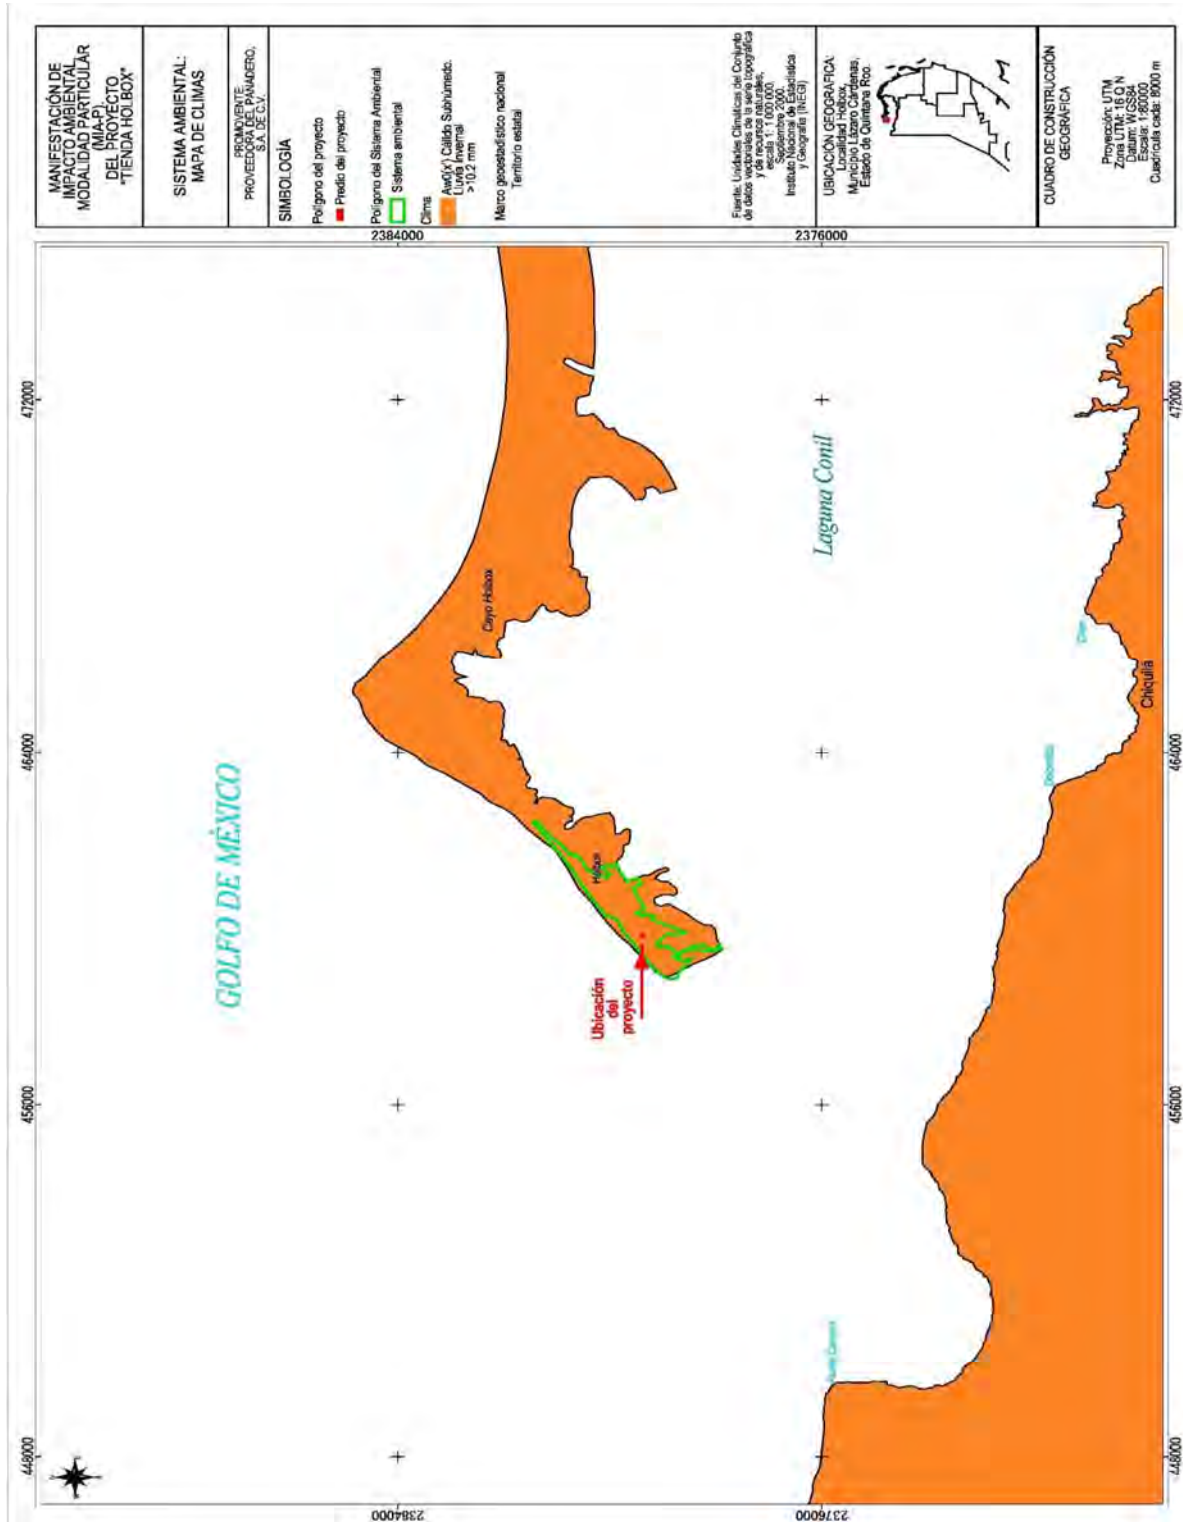 MANIFESTACIÓN DE
IMPACTO AMBIENTAL
MODALIDAD PARTICULAR
(MIA-P)
DEL PROYECTO
"TIENDA HOLBOX"
SISTEMA AMBIENTAL:
MAPA DE CLIMAS
PROMOVENTE:
PROVEEDORA DEL PANADERO,
S.A. DE C.V.
SIMBOLOGÍA
Polígono del proyecto
Predio del proyecto
Polígono del Sistema Ambiental
Sistema ambiental
Clima
Aw0(x') Cálido Subhúmedo.
Lluvia invernal
>10.2 mm
Marco geoestadístico nacional
Territorio estatal
Fuente: Unidades Climáticas del Conjunto
de datos vectoriales de la serie topográfica
y de recursos naturales,
escala 1: 1 000 000.
Septiembre 2000.
Instituto Nacional de Estadística
y Geografía (INEGI)
UBICACIÓN GEOGRÁFICA:
Localidad Holbox,
Municipio Lázaro Cárdenas,
Estado de Quintana Roo.
CUADRO DE CONSTRUCCIÓN
GEOGRÁFICA
Proyección: UTM
Zona UTM: 16 Q N
Datum: WGS84
Escala: 1:80000
Cuadrícula cada: 8000 m
448000
456000
464000
472000
2384000
2384000
2376000
2376000
GOLFO DE MÉXICO
Cayo Holbox
Holbox
Ubicación
del
proyecto
Laguna Conil
Chiquilá
448000
456000
464000
472000